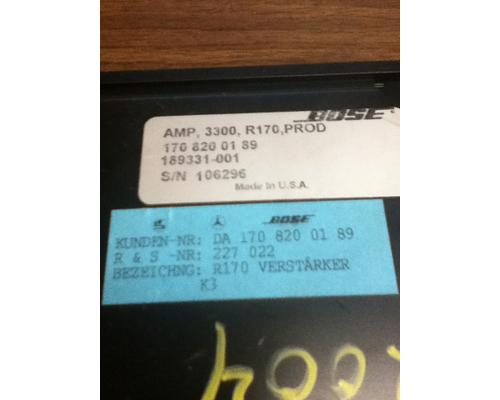 BOSE
AMP, 3300, R170,PROD
170 820 01 89
189331-001
S/N 106296
Made in U.S.A.
BOSE
KUNDEN-NR: DA 170 820 01 89
R & S -NR: 227 022
BEZEICHNG: R170 VERSTÄRKER
K3